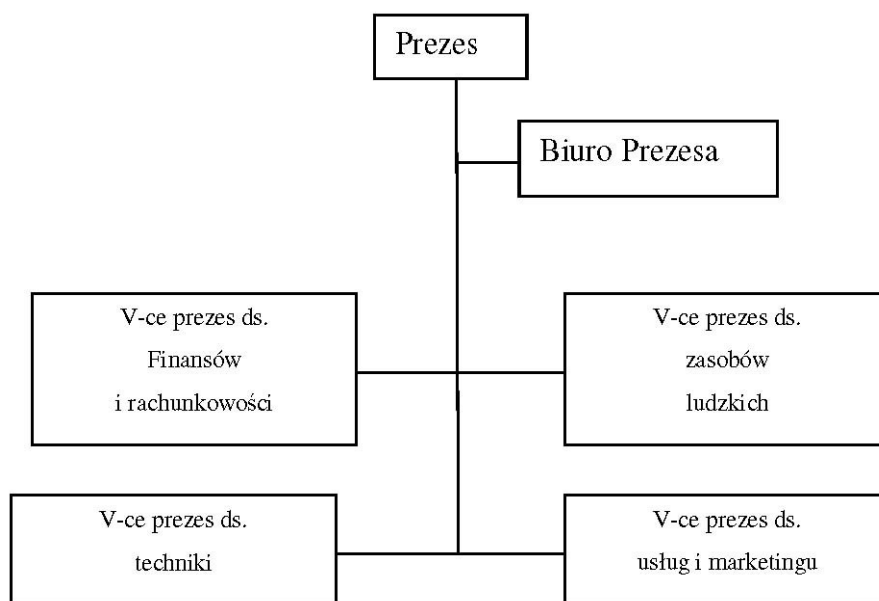 Prezes
Biuro Prezesa
V-ce prezes ds.
Finansów
i rachunkowości
V-ce prezes ds.
zasobów
ludzkich
V-ce prezes ds.
techniki
V-ce prezes ds.
usług i marketingu